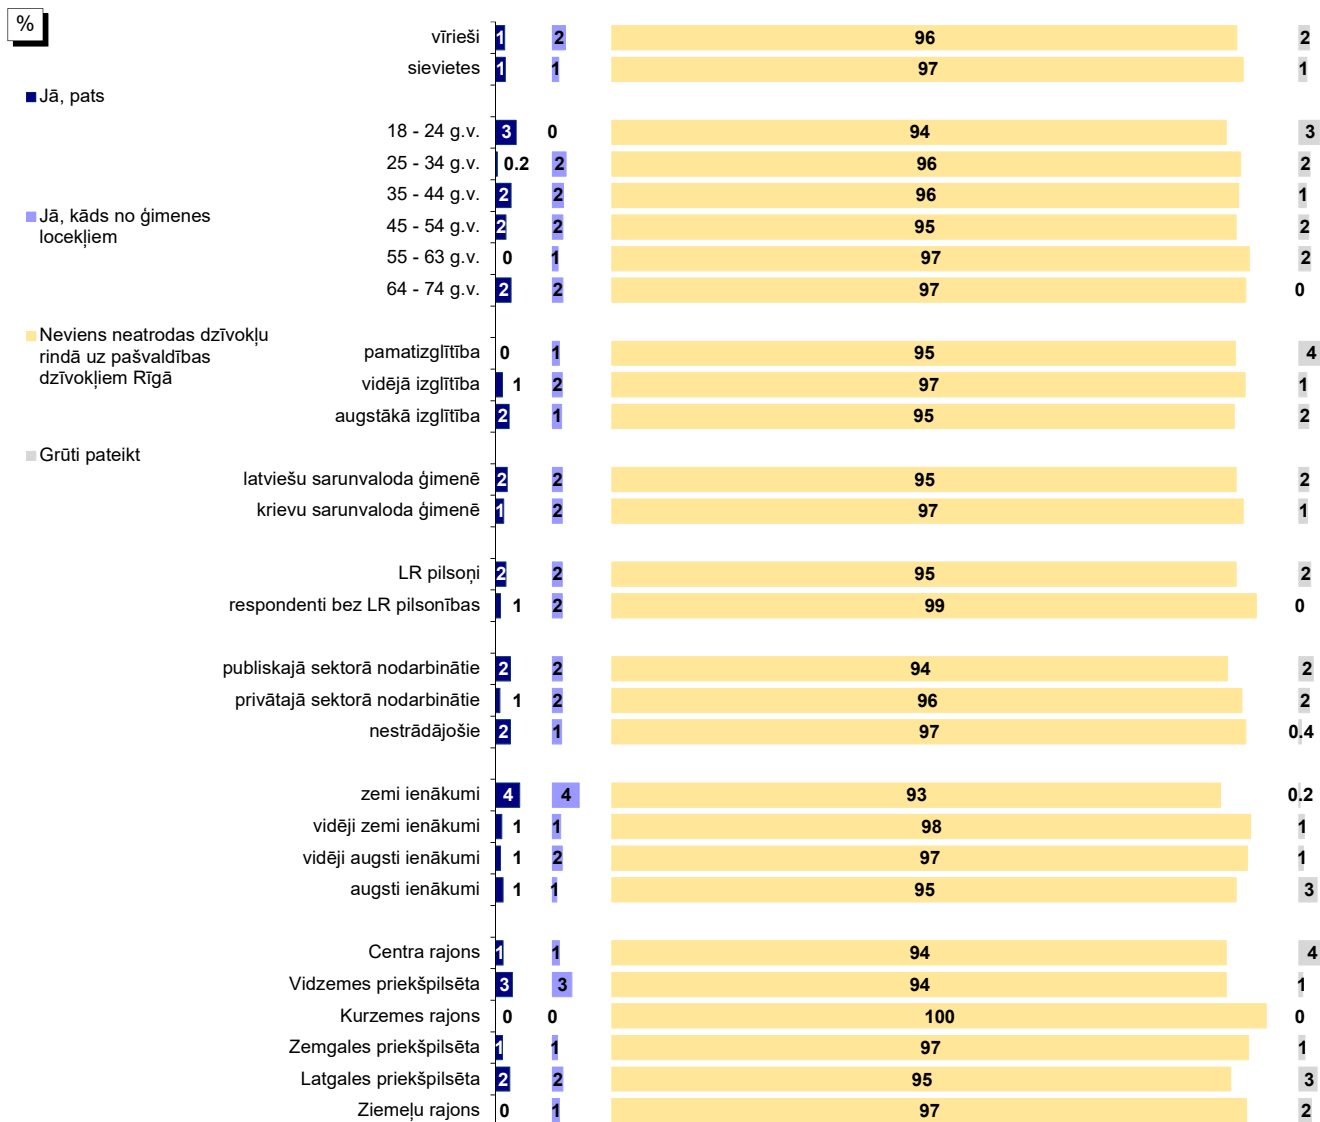 %
Jā, pats
Jā, kāds no ģimenes
locekļiem
Neviens neatrodas dzīvokļu
rindā uz pašvaldības
dzīvokļiem Rīgā
Grūti pateikt
vīrieši 1 2 96 2
sievietes 1 1 97 1
18 - 24 g.v. 3 0 94 3
25 - 34 g.v. 0.2 2 96 2
35 - 44 g.v. 2 2 96 1
45 - 54 g.v. 2 2 95 2
55 - 63 g.v. 0 1 97 2
64 - 74 g.v. 2 2 97 0
pamatizglītība 0 1 95 4
vidējā izglītība 1 2 97 1
augstākā izglītība 2 1 95 2
latviešu sarunvaloda ģimenē 2 2 95 2
krievu sarunvaloda ģimenē 1 2 97 1
LR pilsoņi 2 2 95 2
respondenti bez LR pilsonības 1 2 99 0
publiskajā sektorā nodarbinātie 2 2 94 2
privātajā sektorā nodarbinātie 1 2 96 2
nestrādājošie 2 1 97 0.4
zemi ienākumi 4 4 93 0.2
vidēji zemi ienākumi 1 1 98 1
vidēji augsti ienākumi 1 2 97 1
augsti ienākumi 1 1 95 3
Centra rajons 1 1 94 4
Vidzemes priekšpilsēta 3 3 94 1
Kurzemes rajons 0 0 100 0
Zemgales priekšpilsēta 1 1 97 1
Latgales priekšpilsēta 2 2 95 3
Ziemeļu rajons 0 1 97 2